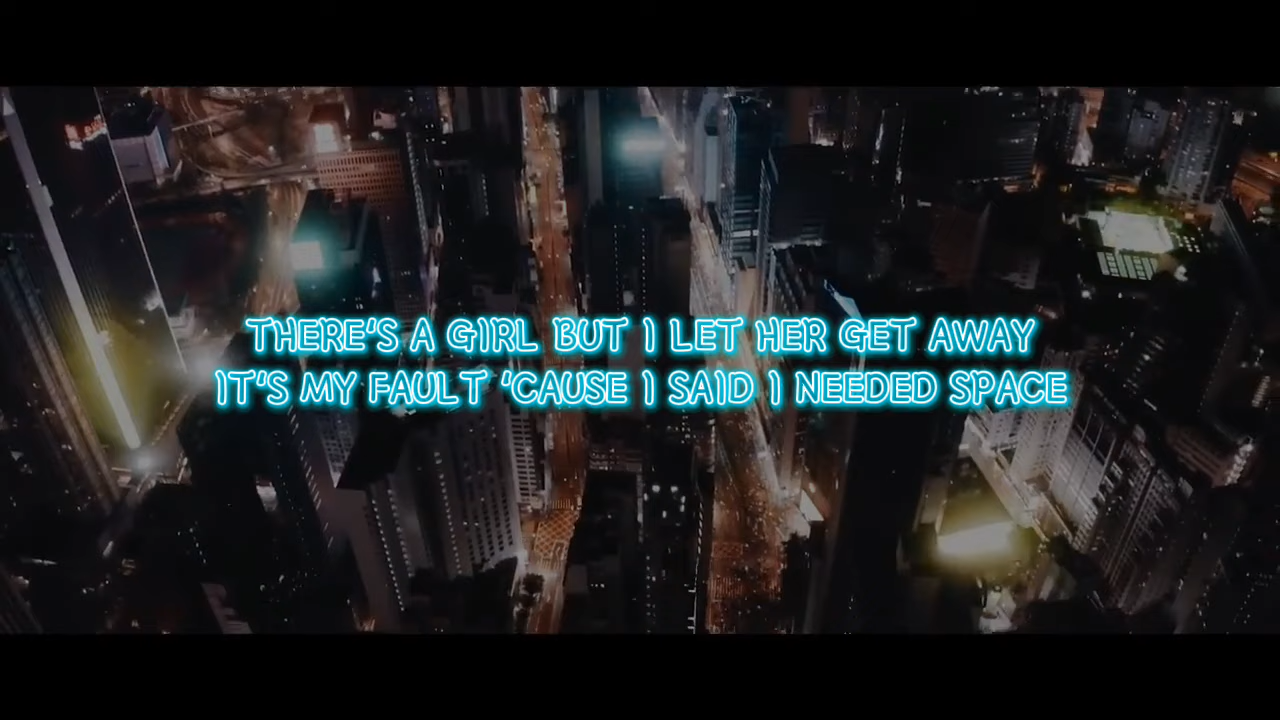 THERE'S A GIRL BUT I LET HER GET AWAY
IT'S MY FAULT 'CAUSE I SAID I NEEDED SPACE